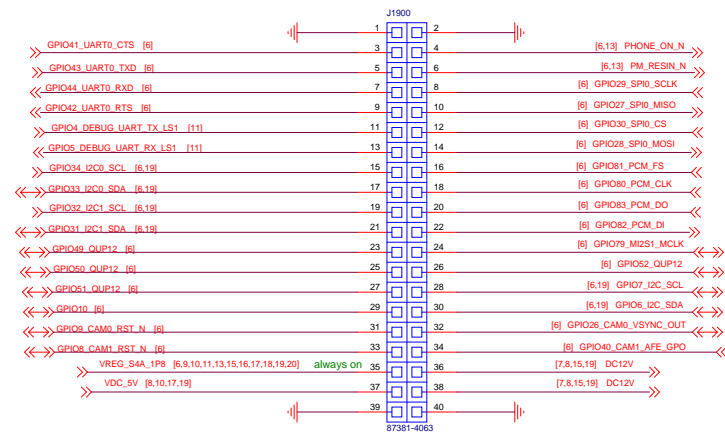 J1900
1 2
GPIO41_UART0_CTS [6] 3 4 [6,13] PHONE_ON_N
GPIO43_UART0_TXD [6] 5 6 [6,13] PM_RESIN_N
GPIO44_UART0_RXD [6] 7 8 [6] GPIO29_SPI0_SCLK
GPIO42_UART0_RTS [6] 9 10 [6] GPIO27_SPI0_MISO
GPIO4_DEBUG_UART_TX_LS1 [11] 11 12 [6] GPIO30_SPI0_CS
GPIO5_DEBUG_UART_RX_LS1 [11] 13 14 [6] GPIO28_SPI0_MOSI
GPIO34_I2C0_SCL [6,19] 15 16 [6] GPIO81_PCM_FS
GPIO33_I2C0_SDA [6,19] 17 18 [6] GPIO80_PCM_CLK
GPIO32_I2C1_SCL [6,19] 19 20 [6] GPIO83_PCM_DO
GPIO31_I2C1_SDA [6,19] 21 22 [6] GPIO82_PCM_DI
GPIO49_QUP12 [6] 23 24 [6] GPIO79_MI2S1_MCLK
GPIO50_QUP12 [6] 25 26 [6] GPIO52_QUP12
GPIO51_QUP12 [6] 27 28 [6,19] GPIO7_I2C_SCL
GPIO10 [6] 29 30 [6,19] GPIO6_I2C_SDA
GPIO9_CAM0_RST_N [6] 31 32 [6] GPIO26_CAM0_VSYNC_OUT
GPIO8_CAM1_RST_N [6] 33 34 [6] GPIO40_CAM1_AFE_GPO
VREG_S4A_1P8 [6,9,10,11,13,15,16,17,18,19,20] always on 35 36 [7,8,15,19] DC12V
VDC_5V [8,10,17,19] 37 38 [7,8,15,19] DC12V
39 40
87381-4063